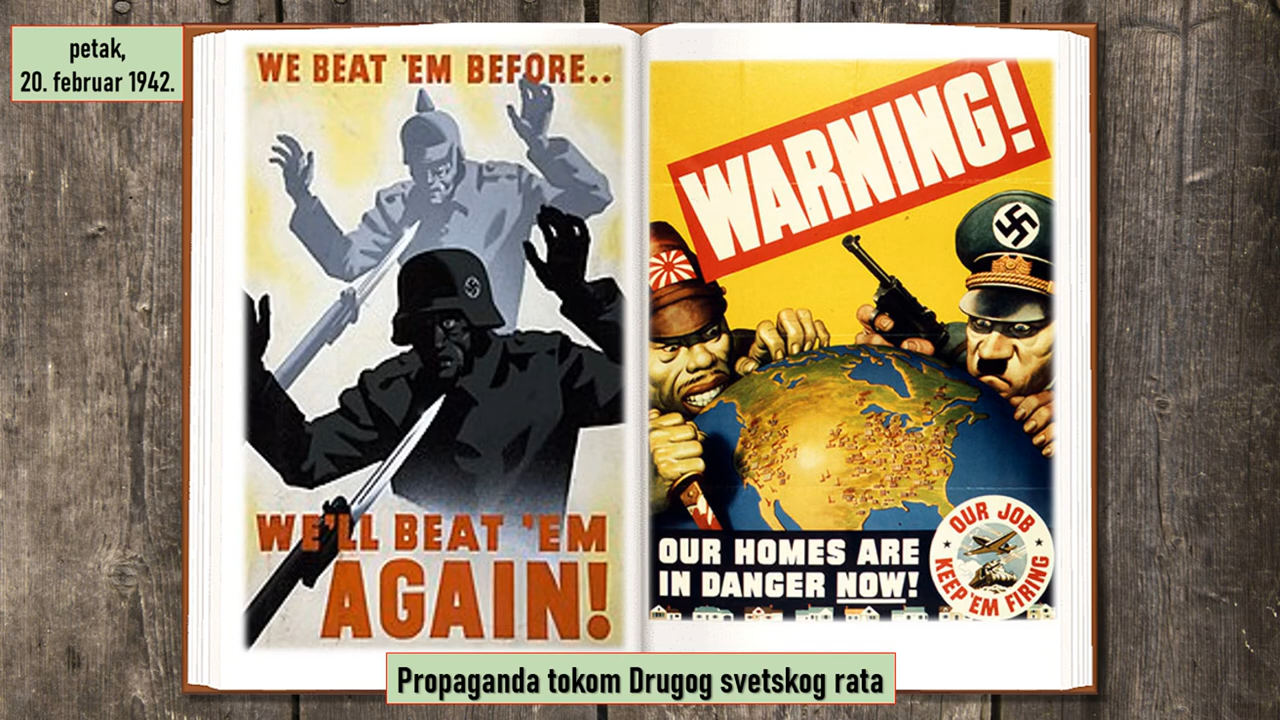 petak,
20. februar 1942.
WE BEAT 'EM BEFORE..
WE'LL BEAT 'EM
AGAIN!
WARNING!
OUR HOMES ARE
IN DANGER NOW!
OUR JOB
KEEP 'EM FIRING
Propaganda tokom Drugog svetskog rata